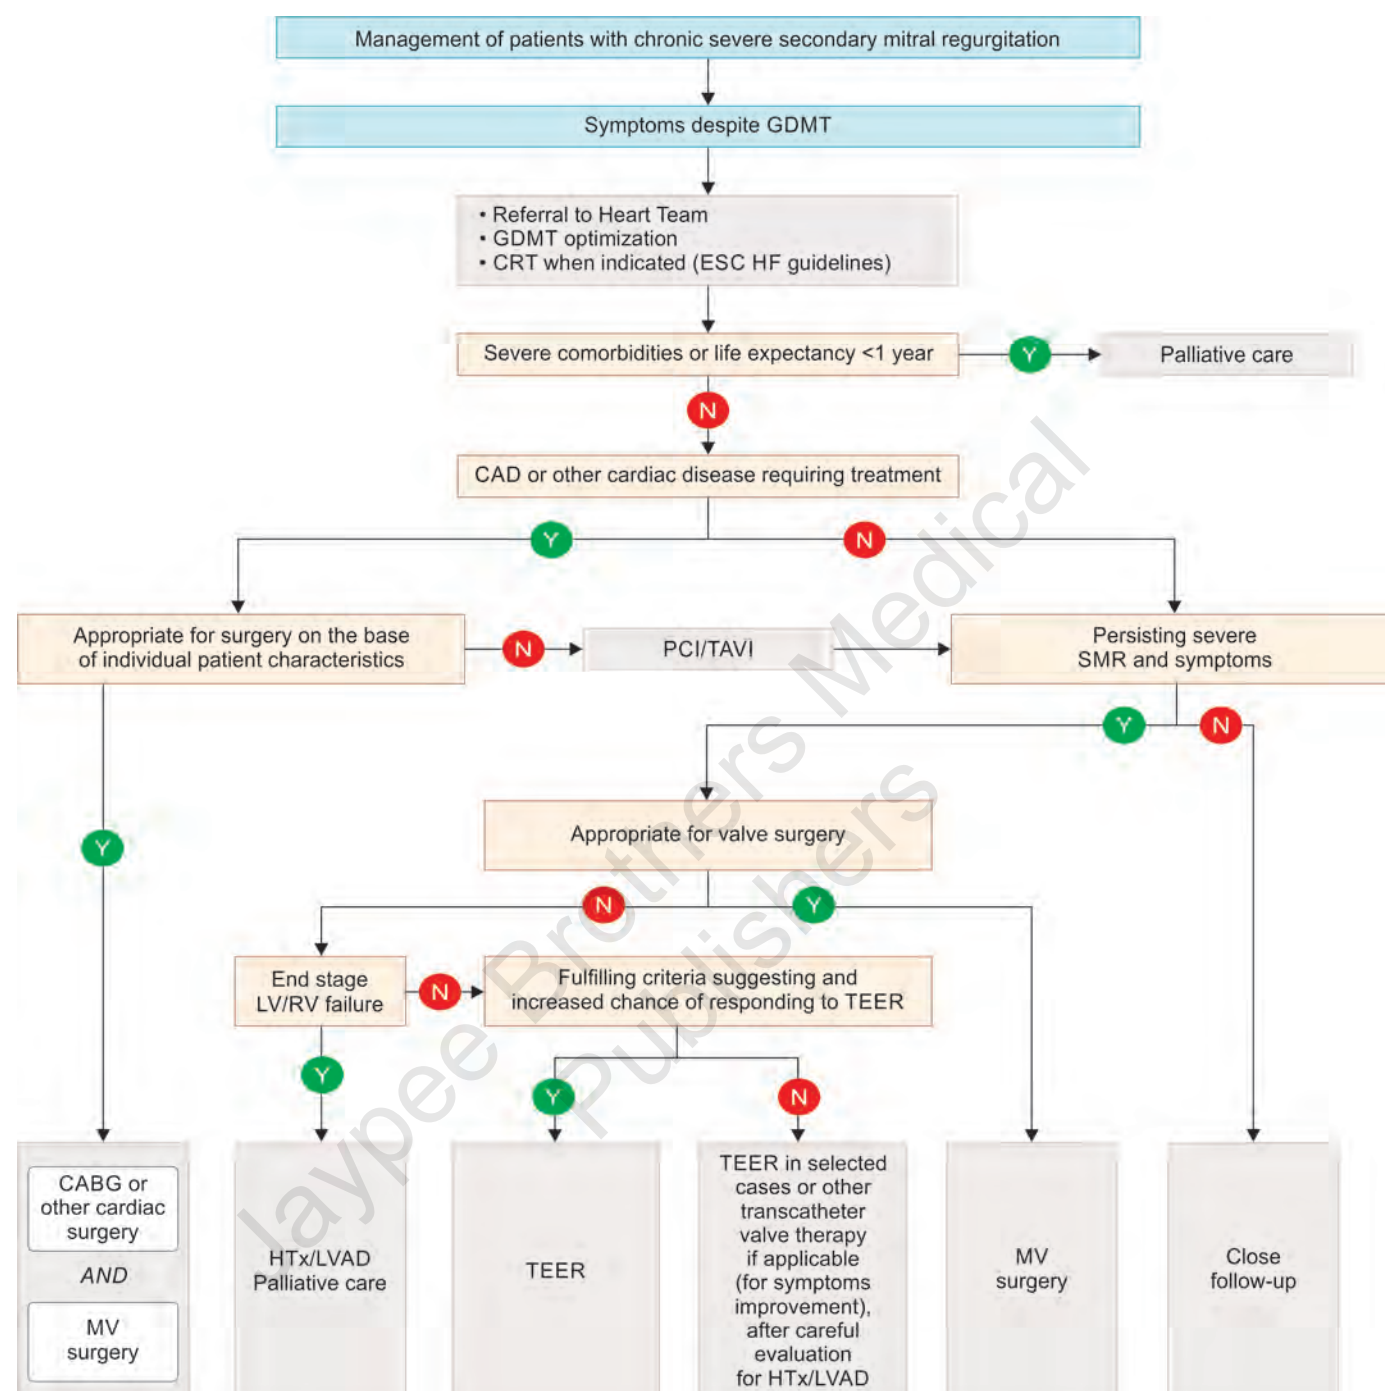 Management of patients with chronic severe secondary mitral regurgitation
Symptoms despite GDMT
• Referral to Heart Team
• GDMT optimization
• CRT when indicated (ESC HF guidelines)
Severe comorbidities or life expectancy <1 year
Y
Palliative care
N
CAD or other cardiac disease requiring treatment
Y
N
Appropriate for surgery on the base
of individual patient characteristics
N
PCI/TAVI
Persisting severe
SMR and symptoms
Y
N
Appropriate for valve surgery
Y
N
Y
End stage
LV/RV failure
N
Fulfilling criteria suggesting and
increased chance of responding to TEER
Y
Y
N
CABG or
other cardiac
surgery
AND
MV
surgery
HTx/LVAD
Palliative care
TEER
TEER in selected
cases or other
transcatheter
valve therapy
if applicable
(for symptoms
improvement),
after careful
evaluation
for HTx/LVAD
MV
surgery
Close
follow-up
Jaypee Brothers Medical
Publishers